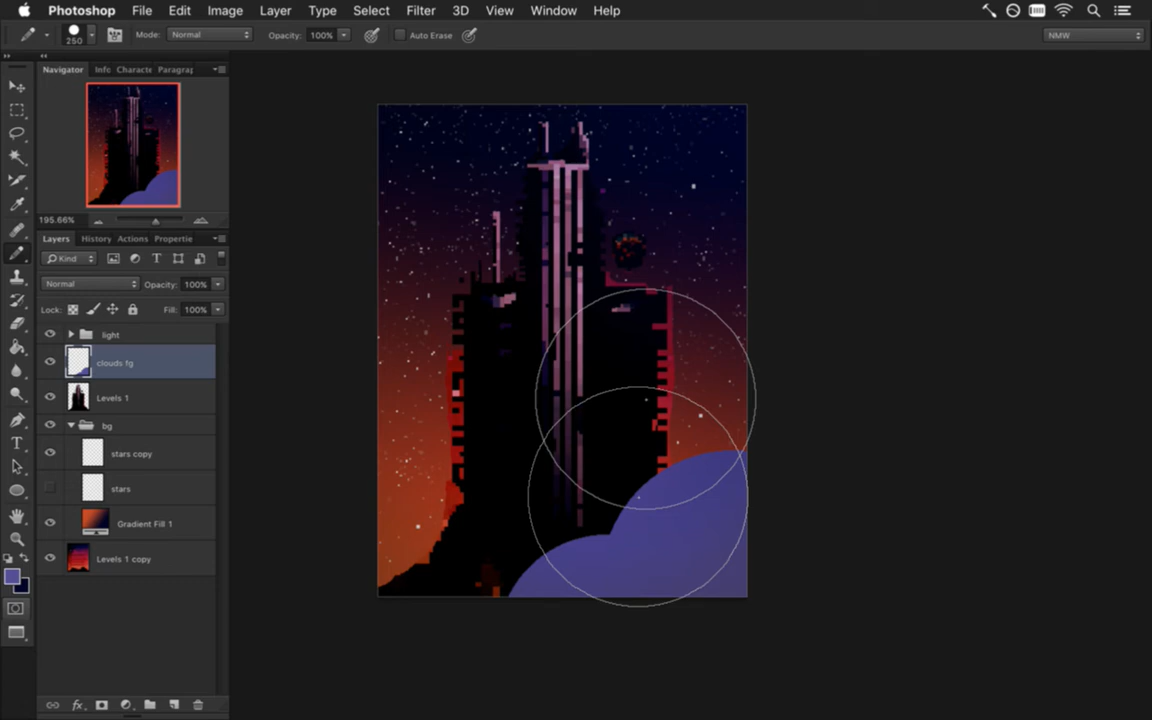 Photoshop File Edit Image Layer Type Select Filter 3D View Window Help
250 Mode: Normal Opacity: 100% Auto Erase NMW
Navigator Info Characte Paragraj
195.66%
Layers History Actions Propertie
Kind
Normal Opacity: 100%
Lock: Fill: 100%
light
clouds fg
Levels 1
bg
stars copy
stars
Gradient Fill 1
Levels 1 copy